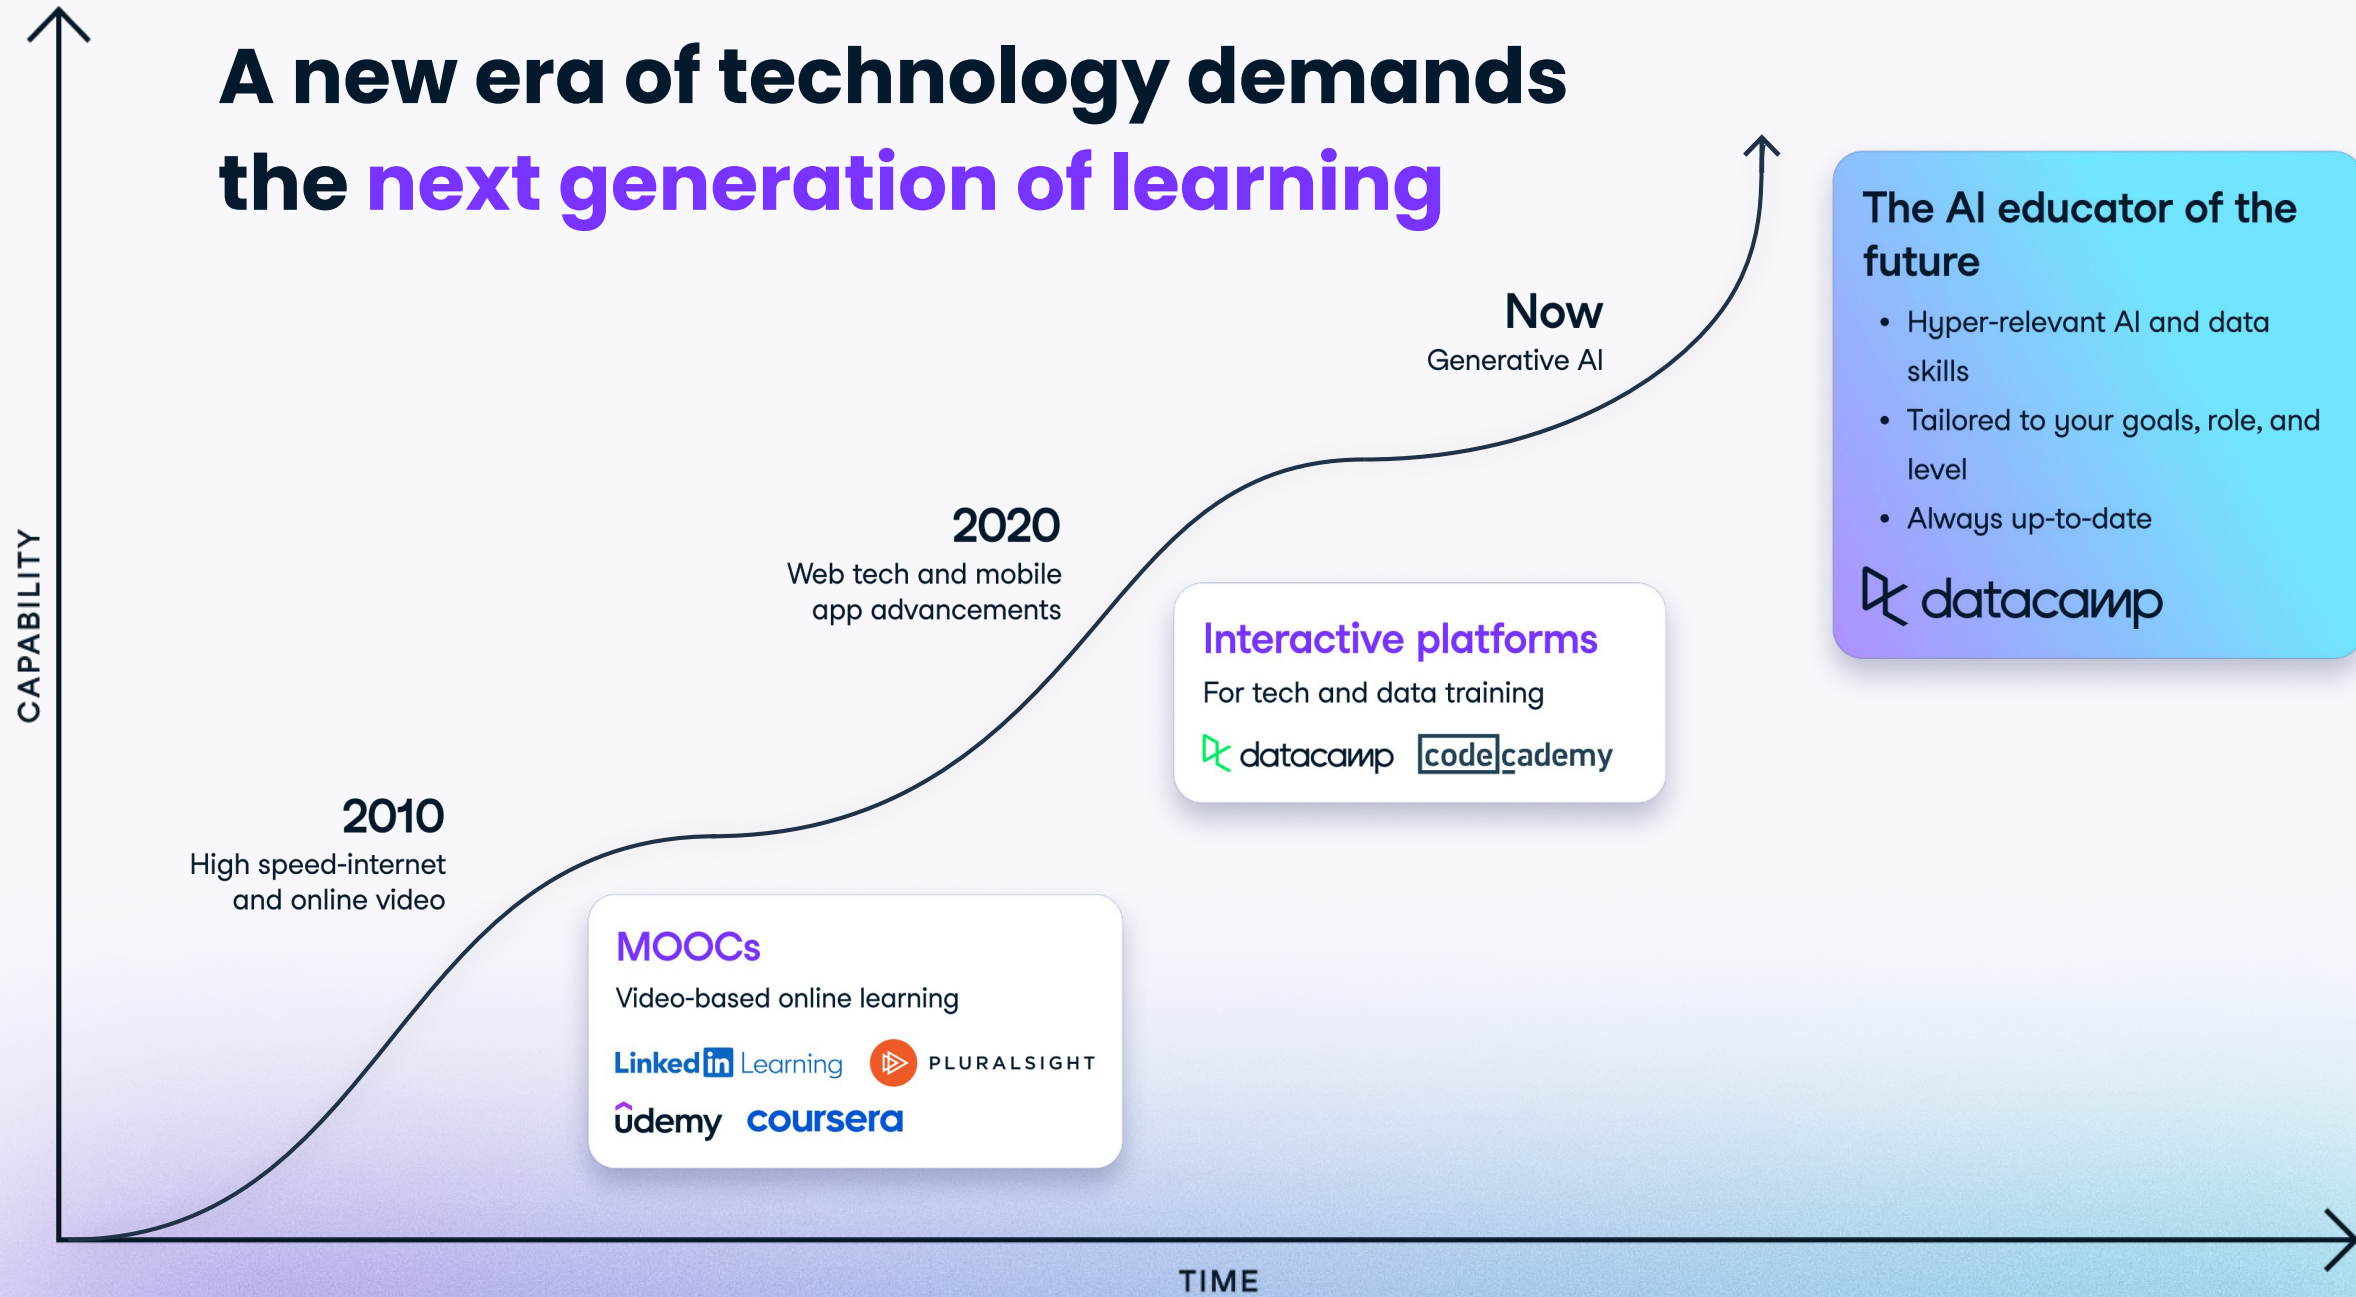 A new era of technology demands
the next generation of learning
CAPABILITY
2010
High speed-internet
and online video
MOOCs
Video-based online learning
Linked in Learning
PLURALSIGHT
udemy
coursera
2020
Web tech and mobile
app advancements
Interactive platforms
For tech and data training
datacamp
codecademy
Now
Generative AI
The AI educator of the
future
• Hyper-relevant AI and data
skills
• Tailored to your goals, role, and
level
• Always up-to-date
datacamp
TIME